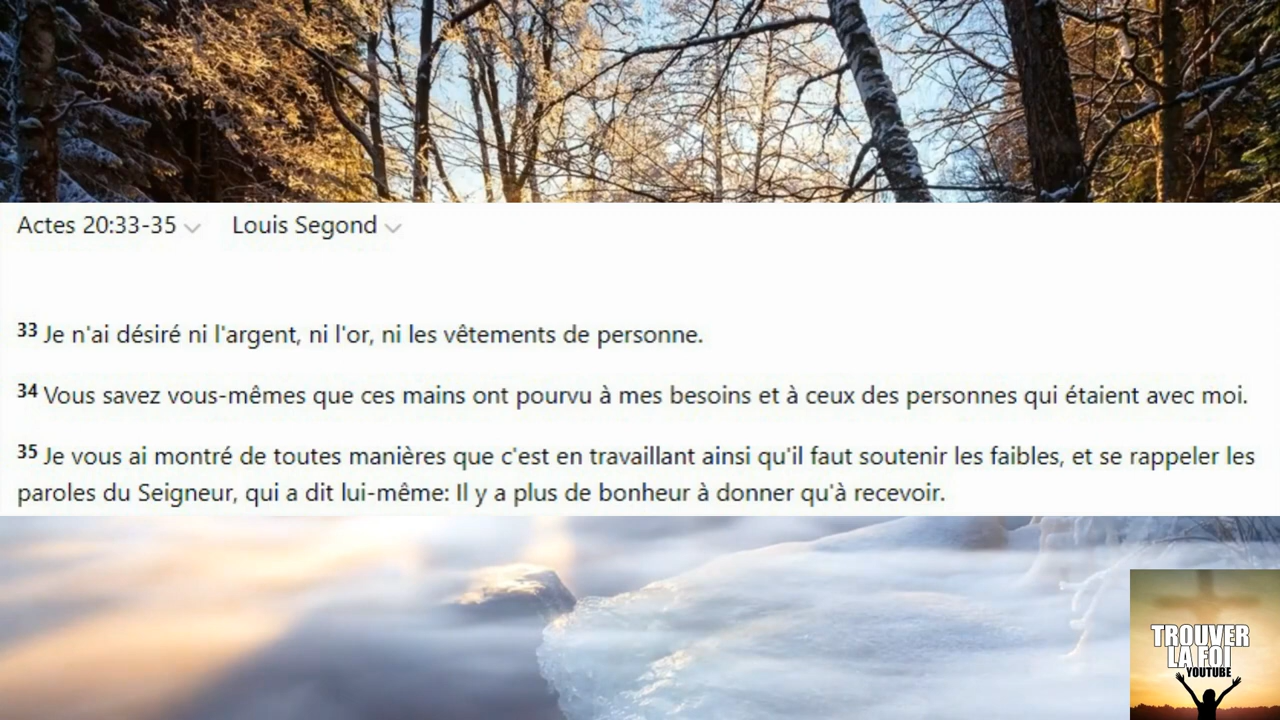 Actes 20:33-35 Louis Segond
33 Je n'ai désiré ni l'argent, ni l'or, ni les vêtements de personne.
34 Vous savez vous-mêmes que ces mains ont pourvu à mes besoins et à ceux des personnes qui étaient avec moi.
35 Je vous ai montré de toutes manières que c'est en travaillant ainsi qu'il faut soutenir les faibles, et se rappeler les
paroles du Seigneur, qui a dit lui-même: Il y a plus de bonheur à donner qu'à recevoir.
TROUVER
LA FOI
YOUTUBE